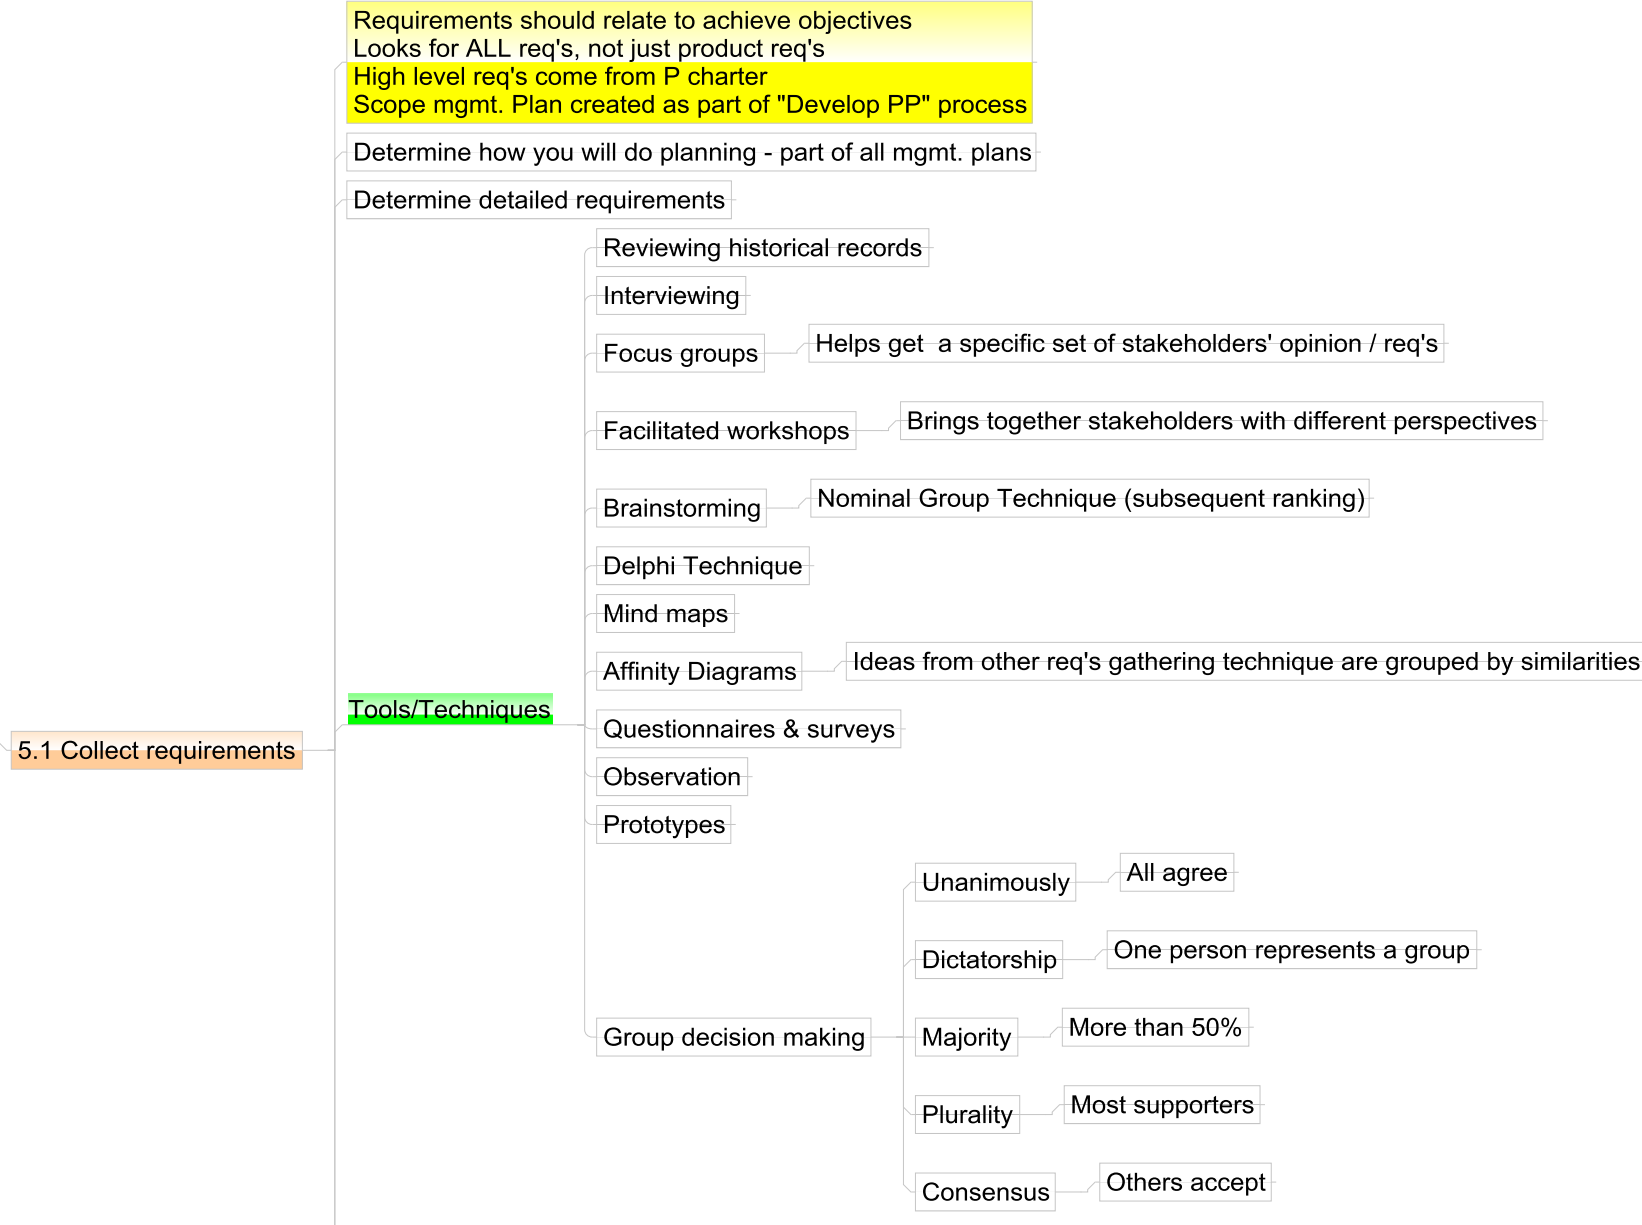 Requirements should relate to achieve objectives
Looks for ALL req's, not just product req's
High level req's come from P charter
Scope mgmt. Plan created as part of "Develop PP" process
Determine how you will do planning - part of all mgmt. plans
Determine detailed requirements
Reviewing historical records
Interviewing
Focus groups
Helps get  a specific set of stakeholders' opinion / req's
Facilitated workshops
Brings together stakeholders with different perspectives
Brainstorming
Nominal Group Technique (subsequent ranking)
Delphi Technique
Mind maps
Affinity Diagrams
Ideas from other req's gathering technique are grouped by similarities
Tools/Techniques
Questionnaires & surveys
5.1 Collect requirements
Observation
Prototypes
Unanimously
All agree
Dictatorship
One person represents a group
Group decision making
Majority
More than 50%
Plurality
Most supporters
Consensus
Others accept